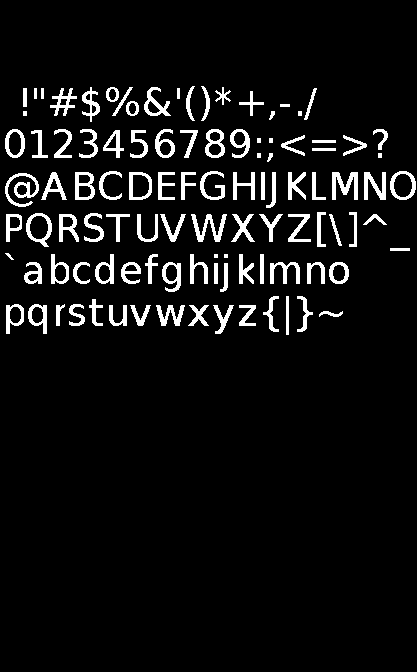 !"#$%&'()*+,-./
0123456789:;<=>?
@ABCDEFGHIJKLMNO
PQRSTUVWXYZ[\]^_
`abcdefghijklmno
pqrstuvwxyz{|}~